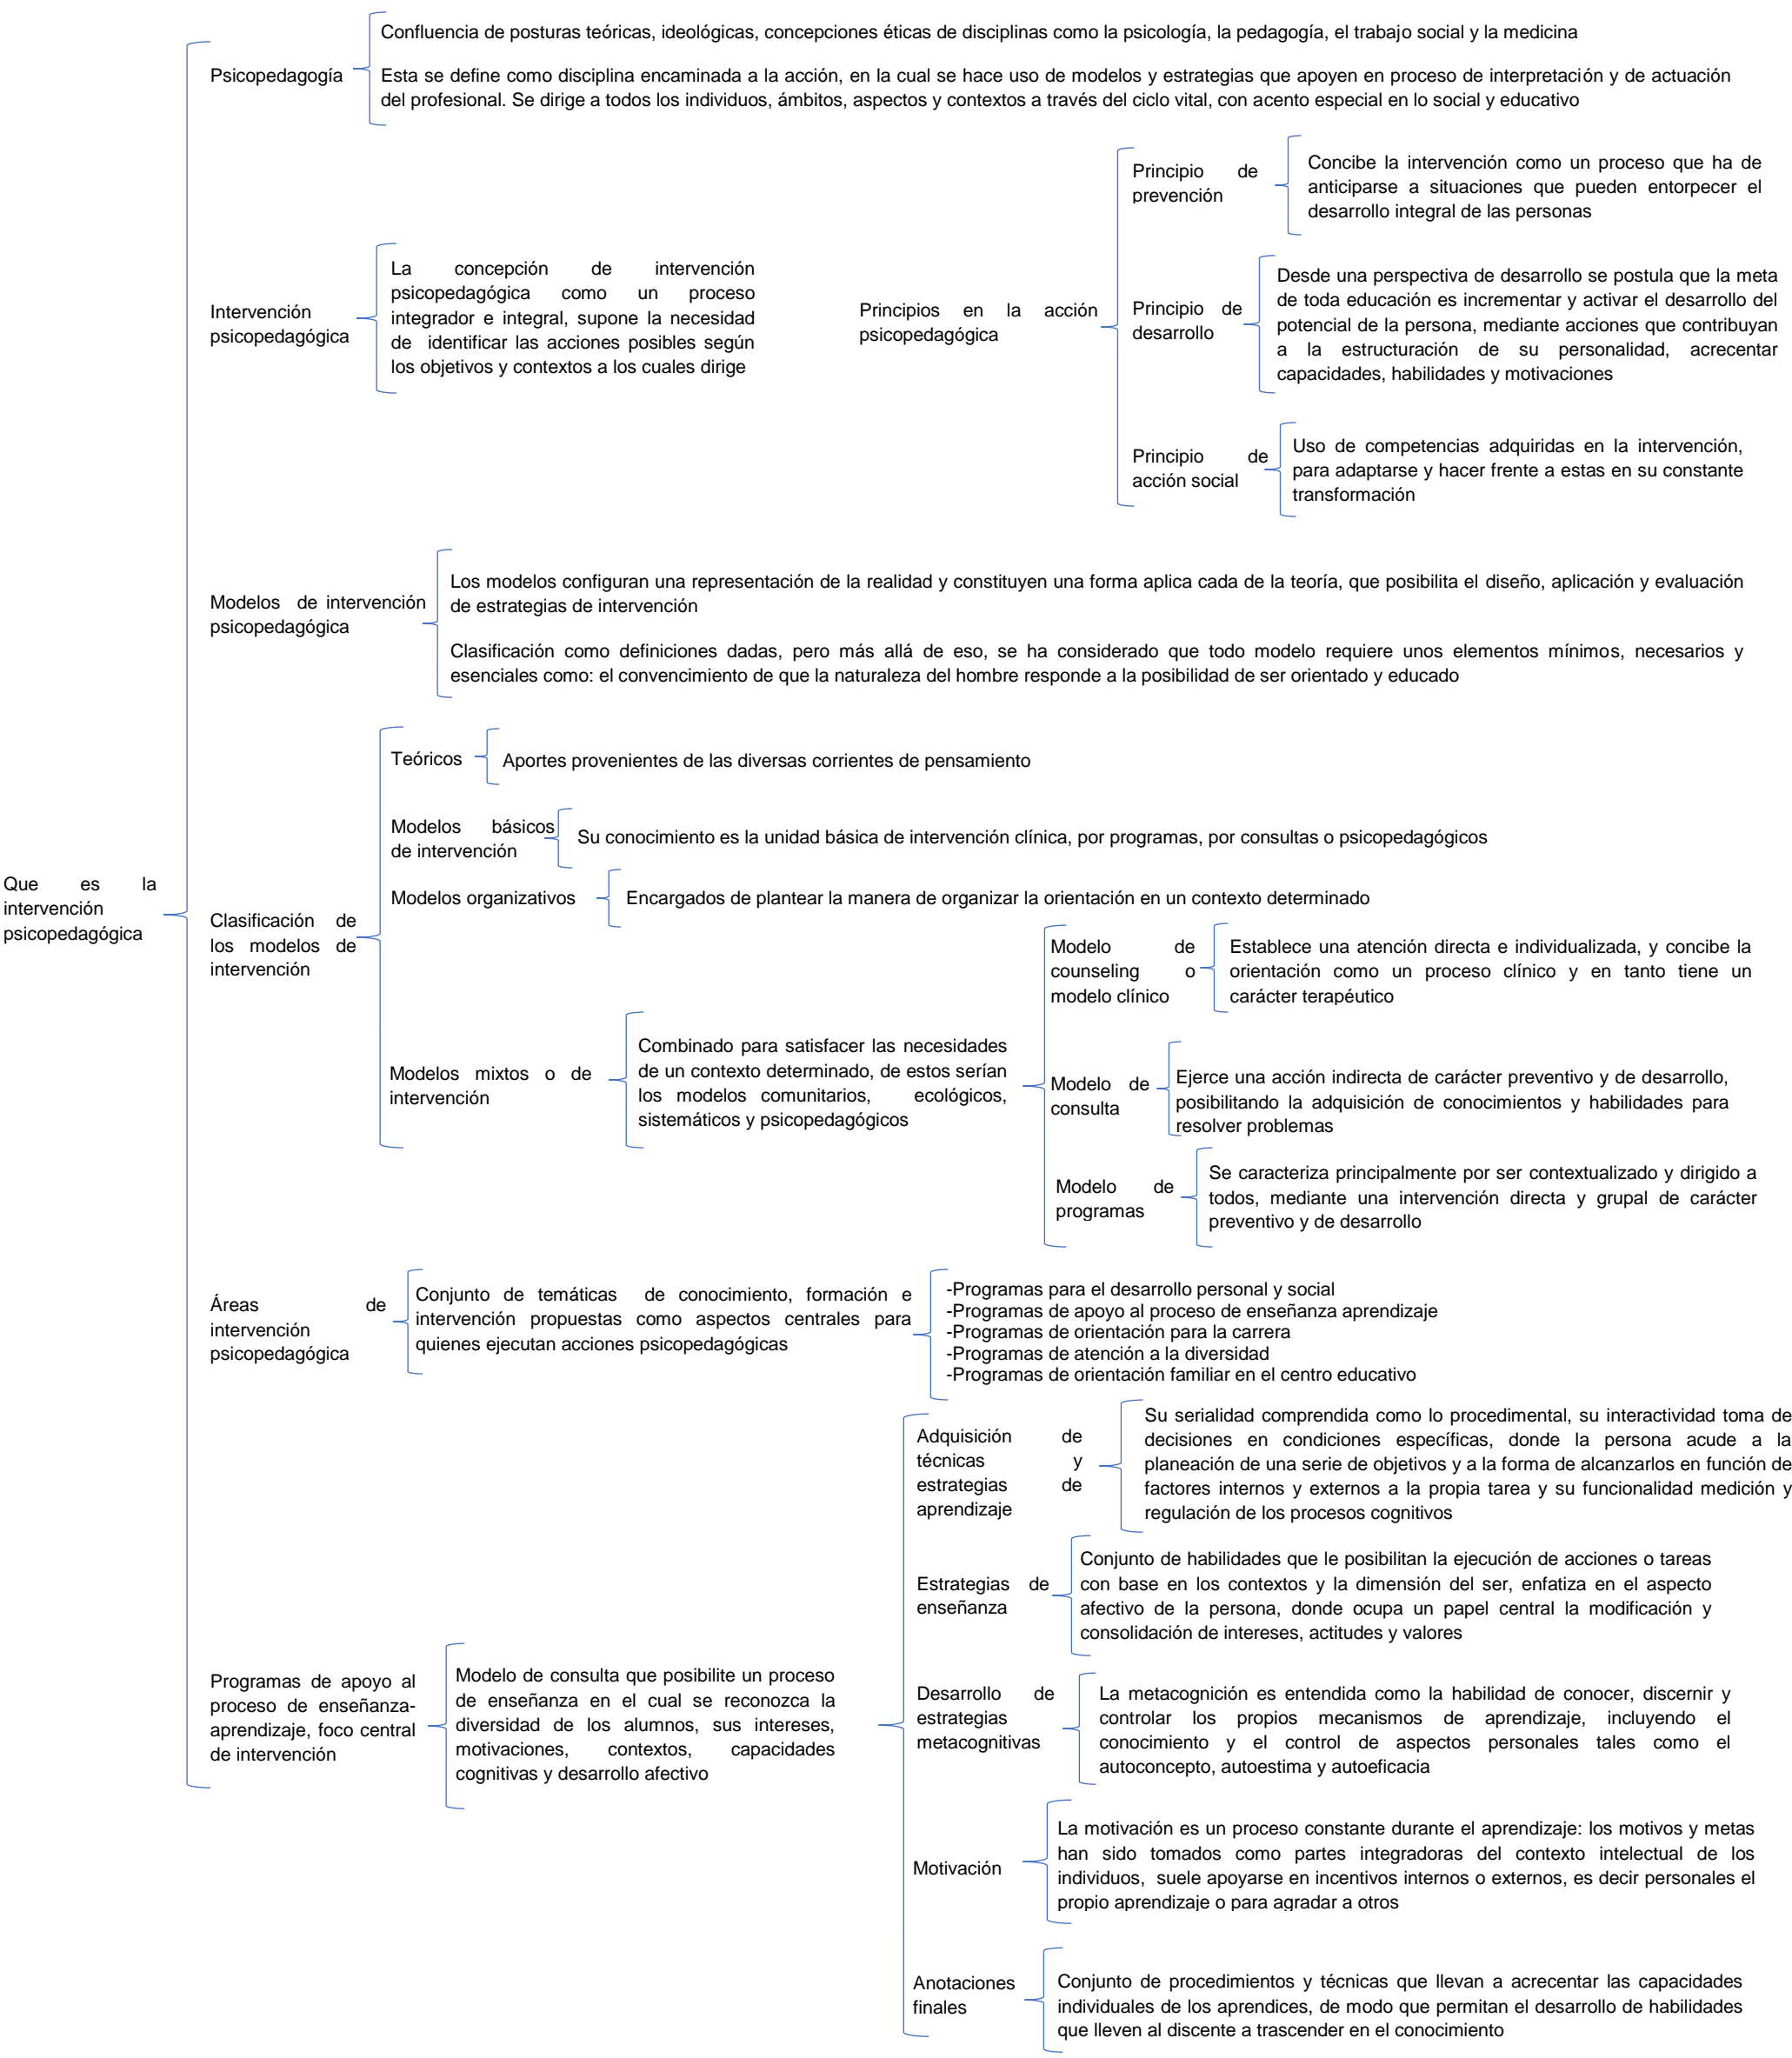 Confluencia de posturas teóricas, ideológicas, concepciones éticas de disciplinas como la psicología, la pedagogía, el trabajo social y la medicina
Psicopedagogía
Esta se define como disciplina encaminada a la acción, en la cual se hace uso de modelos y estrategias que apoyen en proceso de interpretación y de actuación
del profesional. Se dirige a todos los individuos, ámbitos, aspectos y contextos a través del ciclo vital, con acento especial en lo social y educativo
Intervención
psicopedagógica
La concepción de intervención
psicopedagógica como un proceso
integrador e integral, supone la necesidad
de identificar las acciones posibles según
los objetivos y contextos a los cuales dirige
Principios en la acción
psicopedagógica
Principio de
prevención
Concibe la intervención como un proceso que ha de
anticiparse a situaciones que pueden entorpecer el
desarrollo integral de las personas
Principio de
desarrollo
Desde una perspectiva de desarrollo se postula que la meta
de toda educación es incrementar y activar el desarrollo del
potencial de la persona, mediante acciones que contribuyan
a la estructuración de su personalidad, acrecentar
capacidades, habilidades y motivaciones
Principio de
acción social
Uso de competencias adquiridas en la intervención,
para adaptarse y hacer frente a estas en su constante
transformación
Modelos de intervención
psicopedagógica
Los modelos configuran una representación de la realidad y constituyen una forma aplica cada de la teoría, que posibilita el diseño, aplicación y evaluación
de estrategias de intervención
Clasificación como definiciones dadas, pero más allá de eso, se ha considerado que todo modelo requiere unos elementos mínimos, necesarios y
esenciales como: el convencimiento de que la naturaleza del hombre responde a la posibilidad de ser orientado y educado
Que es la
intervención
psicopedagógica
Clasificación de
los modelos de
intervención
Teóricos
Aportes provenientes de las diversas corrientes de pensamiento
Modelos básicos
de intervención
Su conocimiento es la unidad básica de intervención clínica, por programas, por consultas o psicopedagógicos
Modelos organizativos
Encargados de plantear la manera de organizar la orientación en un contexto determinado
Modelos mixtos o de
intervención
Combinado para satisfacer las necesidades
de un contexto determinado, de estos serían
los modelos comunitarios, ecológicos,
sistemáticos y psicopedagógicos
Modelo de
counseling o
modelo clínico
Establece una atención directa e individualizada, y concibe la
orientación como un proceso clínico y en tanto tiene un
carácter terapéutico
Modelo de
consulta
Ejerce una acción indirecta de carácter preventivo y de desarrollo,
posibilitando la adquisición de conocimientos y habilidades para
resolver problemas
Modelo de
programas
Se caracteriza principalmente por ser contextualizado y dirigido a
todos, mediante una intervención directa y grupal de carácter
preventivo y de desarrollo
Áreas de
intervención
psicopedagógica
Conjunto de temáticas de conocimiento, formación e
intervención propuestas como aspectos centrales para
quienes ejecutan acciones psicopedagógicas
-Programas para el desarrollo personal y social
-Programas de apoyo al proceso de enseñanza aprendizaje
-Programas de orientación para la carrera
-Programas de atención a la diversidad
-Programas de orientación familiar en el centro educativo
Programas de apoyo al
proceso de enseñanza-
aprendizaje, foco central
de intervención
Modelo de consulta que posibilite un proceso
de enseñanza en el cual se reconozca la
diversidad de los alumnos, sus intereses,
motivaciones, contextos, capacidades
cognitivas y desarrollo afectivo
Adquisición de
técnicas y
estrategias de
aprendizaje
Su serialidad comprendida como lo procedimental, su interactividad toma de
decisiones en condiciones específicas, donde la persona acude a la
planeación de una serie de objetivos y a la forma de alcanzarlos en función de
factores internos y externos a la propia tarea y su funcionalidad medición y
regulación de los procesos cognitivos
Estrategias de
enseñanza
Conjunto de habilidades que le posibilitan la ejecución de acciones o tareas
con base en los contextos y la dimensión del ser, enfatiza en el aspecto
afectivo de la persona, donde ocupa un papel central la modificación y
consolidación de intereses, actitudes y valores
Desarrollo de
estrategias
metacognitivas
La metacognición es entendida como la habilidad de conocer, discernir y
controlar los propios mecanismos de aprendizaje, incluyendo el
conocimiento y el control de aspectos personales tales como el
autoconcepto, autoestima y autoeficacia
Motivación
La motivación es un proceso constante durante el aprendizaje: los motivos y metas
han sido tomados como partes integradoras del contexto intelectual de los
individuos, suele apoyarse en incentivos internos o externos, es decir personales el
propio aprendizaje o para agradar a otros
Anotaciones
finales
Conjunto de procedimientos y técnicas que llevan a acrecentar las capacidades
individuales de los aprendices, de modo que permitan el desarrollo de habilidades
que lleven al discente a trascender en el conocimiento